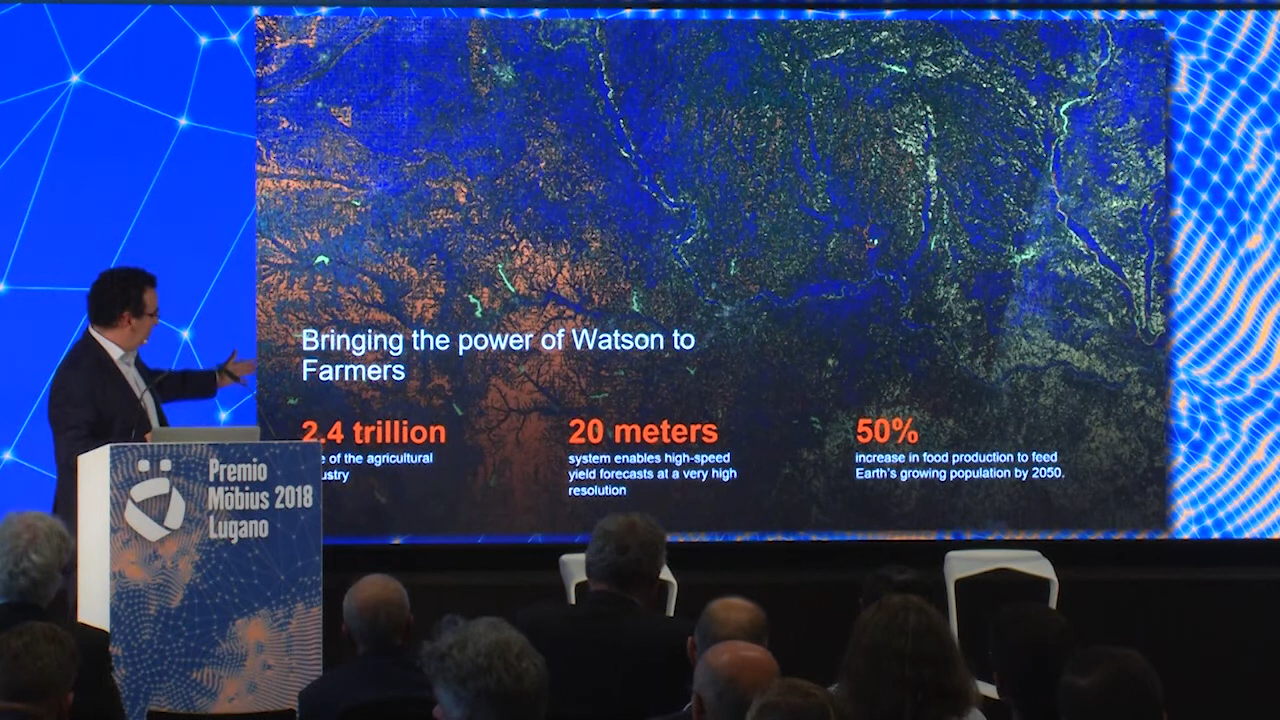 Bringing the power of Watson to
Farmers
2.4 trillion
of the agricultural
20 meters
system enables high-speed
yield forecasts at a very high
resolution
50%
increase in food production to feed
Earth's growing population by 2050.
Premio
Möbius 2018
Lugano